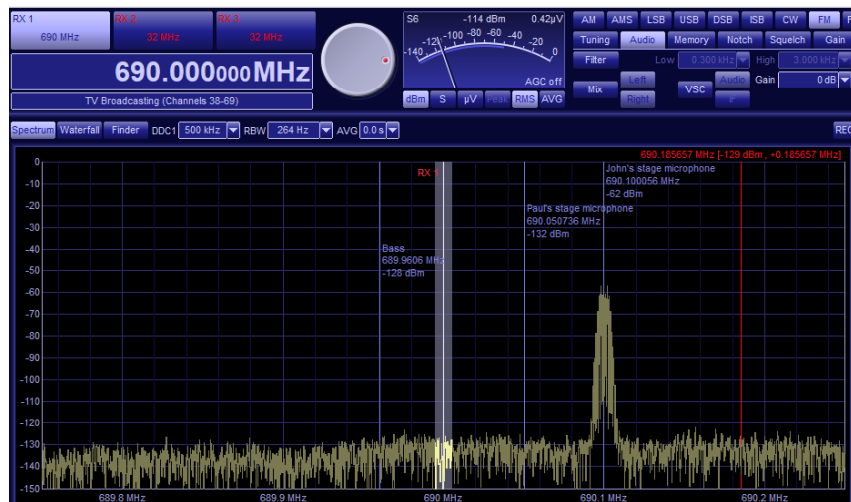 RX 1
690 MHz
RX 2
32 MHz
RX 3
32 MHz
690.000000MHz
TV Broadcasting (Channels 38-69)
S6
-114 dBm
0.42µV
-140 -120 -100 -80 -60 -40 -20 0
AGC off
dBm S µV Peak RMS AVG
AM AMS LSB USB DSB ISB CW FM
Tuning Audio Memory Notch Squelch Gain
Filter Low 0.300 kHz High 3.000 kHz
Mix Left Right VSC Audio IF Gain 0 dB
Spectrum Waterfall Finder DDC1 500 kHz RBW 264 Hz AVG 0.0 s
REC
690.185657 MHz [-129 dBm , +0.185657 MHz]
RX 1
John's stage microphone
690.100056 MHz
-62 dBm
Paul's stage microphone
690.050736 MHz
-132 dBm
Bass
689.9606 MHz
-128 dBm
0
-10
-20
-30
-40
-50
-60
-70
-80
-90
-100
-110
-120
-130
-140
-150
689.8 MHz 689.9 MHz 690 MHz 690.1 MHz 690.2 MHz